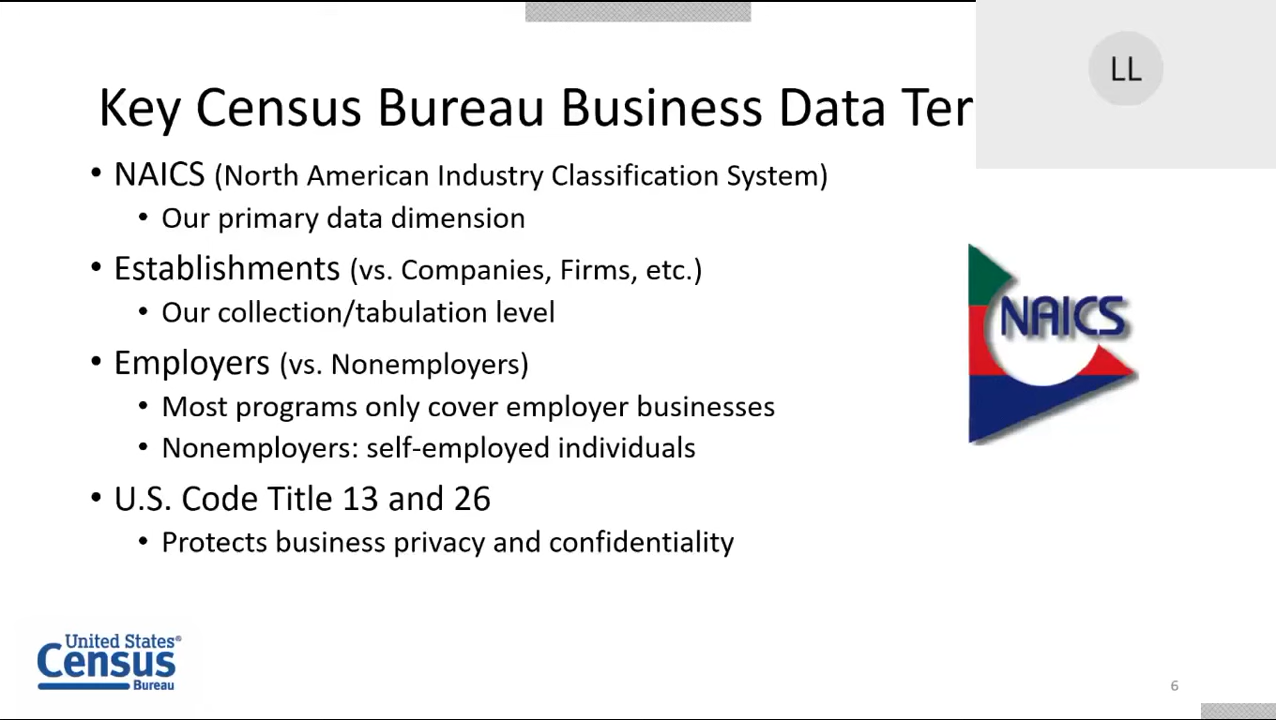 LL
Key Census Bureau Business Data Ter
• NAICS (North American Industry Classification System)
• Our primary data dimension
• Establishments (vs. Companies, Firms, etc.)
• Our collection/tabulation level
• Employers (vs. Nonemployers)
• Most programs only cover employer businesses
• Nonemployers: self-employed individuals
• U.S. Code Title 13 and 26
• Protects business privacy and confidentiality
NAICS
United States®
Census
Bureau
6